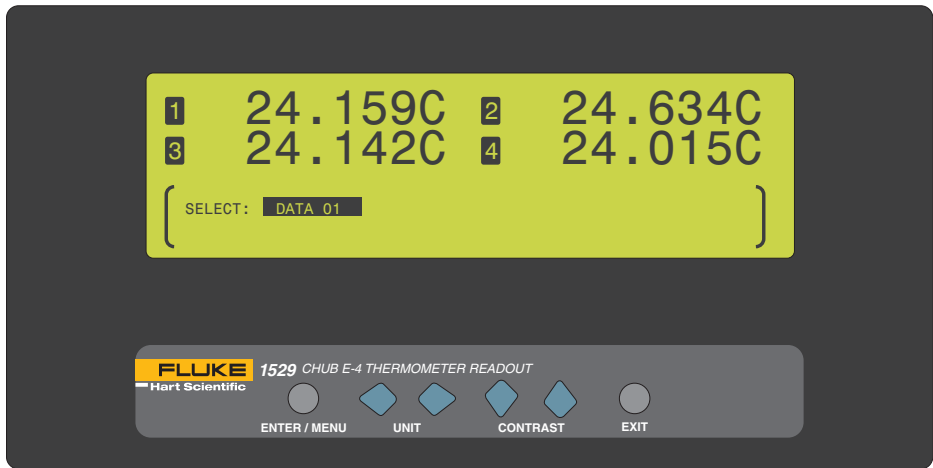 1 24.159C 2 24.634C
3 24.142C 4 24.015C
SELECT: DATA 01
FLUKE 1529 CHUB E-4 THERMOMETER READOUT
Hart Scientific
ENTER / MENU UNIT CONTRAST EXIT